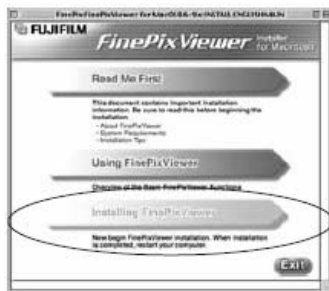 FUJIFILM
FinePixViewer Installer
for Macintosh
Read Me First
This document contains important installation
information. Be sure to read this before beginning the
installation.
- About FinePixViewer
- System Requirements
- Installation Tips
Using FinePixViewer
Overview of the Basic FinePixViewer functions
Installing FinePixViewer
Now begin FinePixViewer installation. When installation
is completed, restart your computer.
Exit